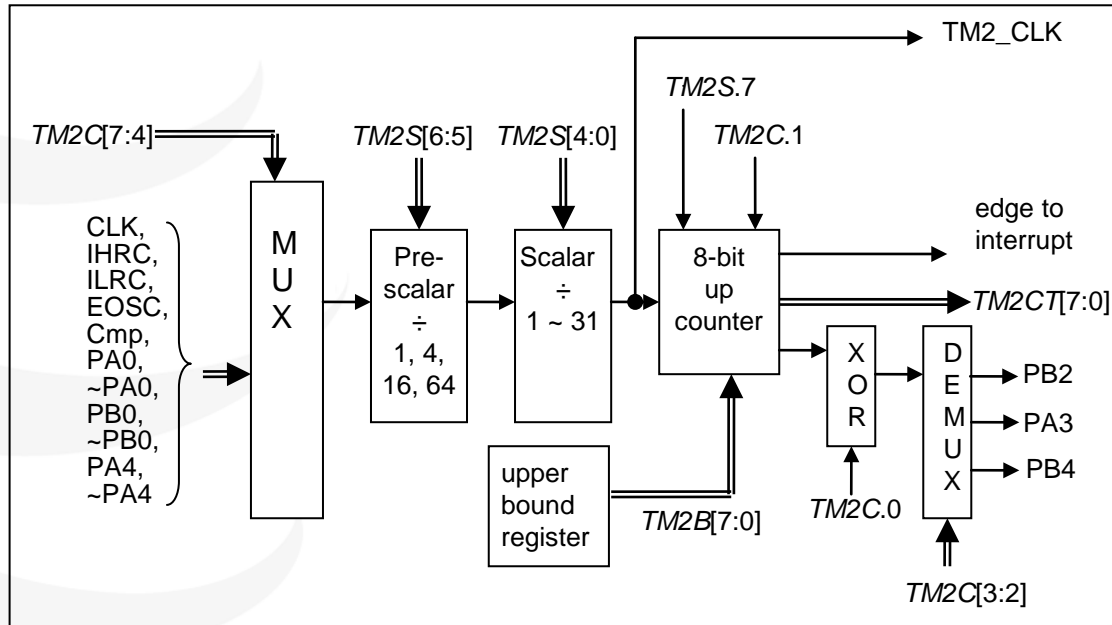 TM2_CLK
TM2S.7
TM2C[7:4]
TM2S[6:5]
TM2S[4:0]
TM2C.1
CLK,
IHRC,
ILRC,
EOSC,
Cmp,
PA0,
~PA0,
PB0,
~PB0,
PA4,
~PA4
M
U
X
Pre-
scalar
÷
1, 4,
16, 64
Scalar
÷
1 ~ 31
8-bit
up
counter
edge to
interrupt
TM2CT[7:0]
X
O
R
D
E
M
U
X
PB2
PA3
PB4
upper
bound
register
TM2B[7:0]
TM2C.0
TM2C[3:2]